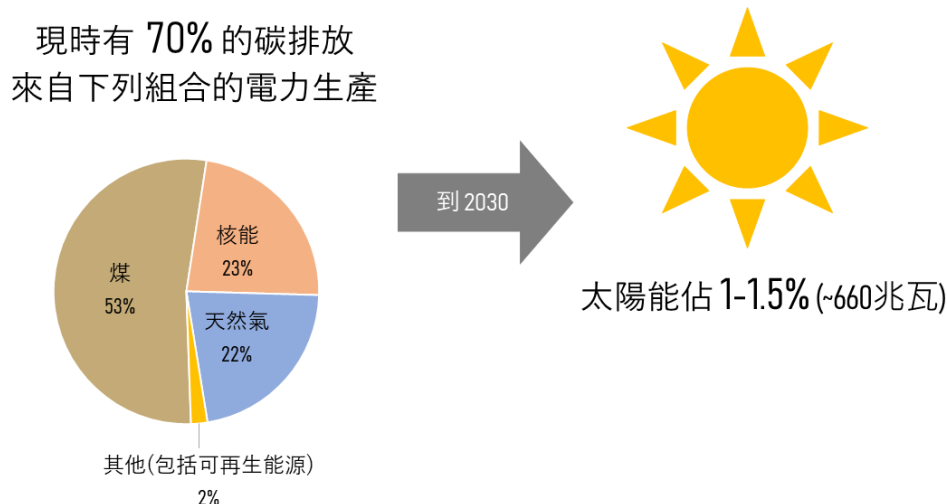 現時有 70% 的碳排放
來自下列組合的電力生產
核能
23%
煤
53%
天然氣
22%
其他(包括可再生能源)
2%
到 2030
太陽能佔 1-1.5% (~660兆瓦)